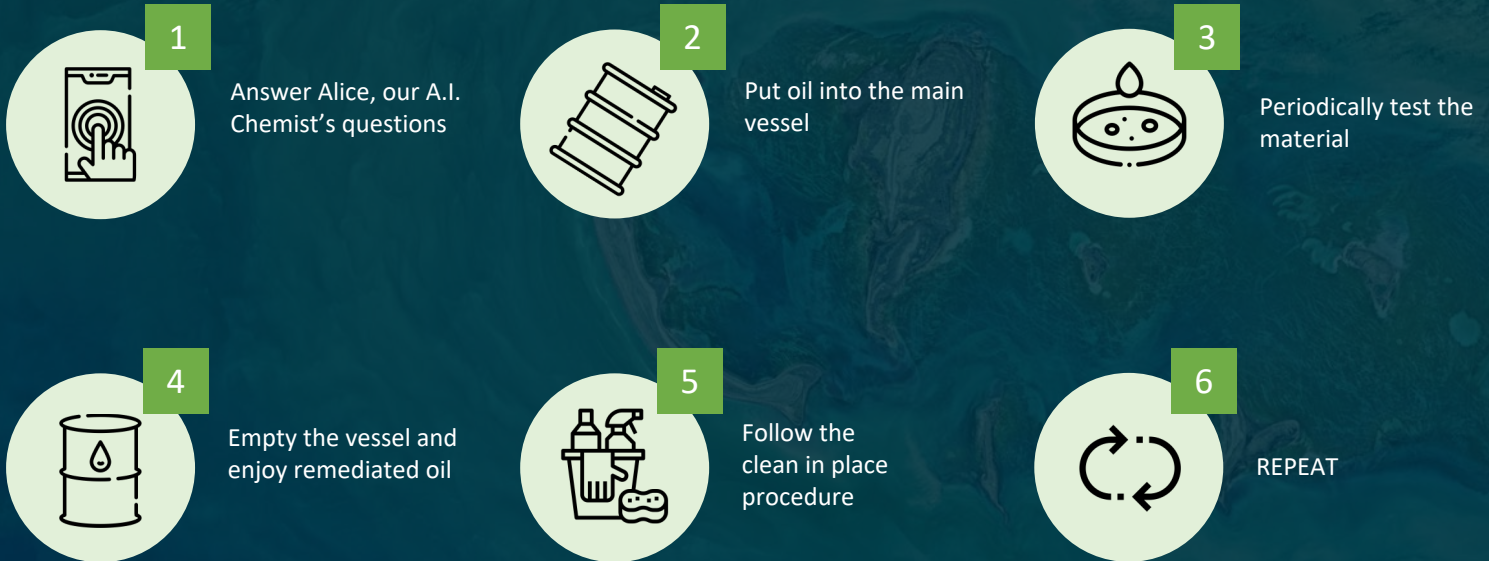 1
Answer Alice, our A.I.
Chemist’s questions
2
Put oil into the main
vessel
3
Periodically test the
material
4
Empty the vessel and
enjoy remediated oil
5
Follow the
clean in place
procedure
6
REPEAT